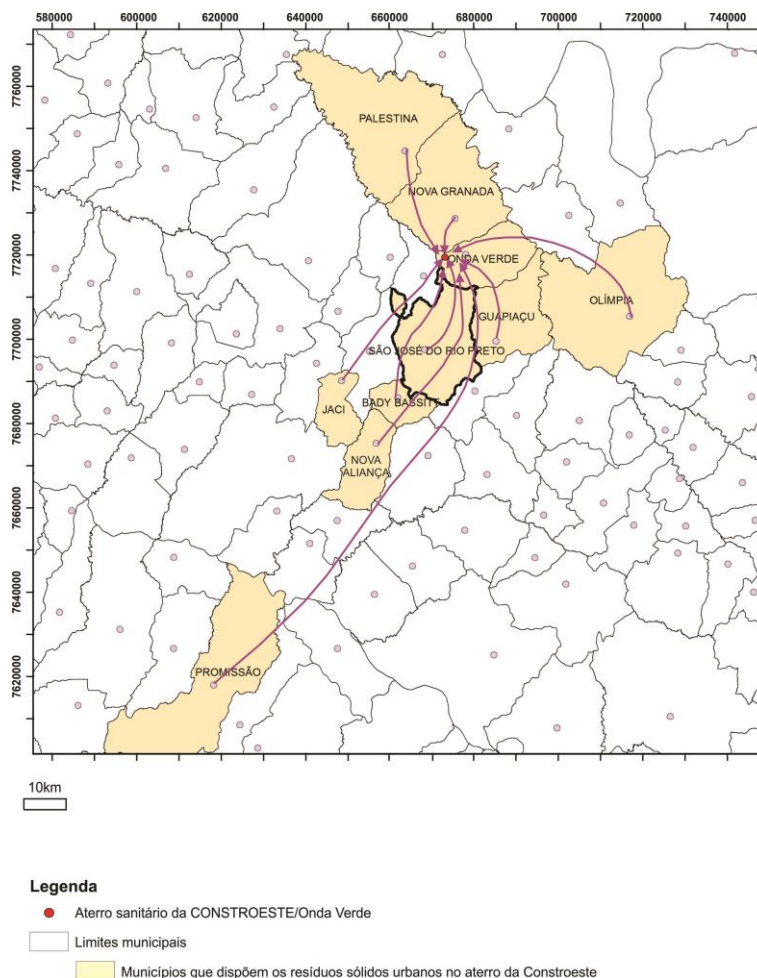 580000 600000 620000 640000 660000 680000 700000 720000 740000
7760000
7740000
7720000
7700000
7680000
7660000
7640000
7620000
PALESTINA
NOVA GRANADA
ONDA VERDE
OLÍMPIA
GUAPIAÇU
SÃO JOSÉ DO RIO PRETO
JACI
BADY BASSITT
NOVA
ALIANÇA
PROMISSÃO
10km
Legenda
Aterro sanitário da CONSTROESTE/Onda Verde
Limites municipais
Municípios que dispõem os resíduos sólidos urbanos no aterro da Constroeste